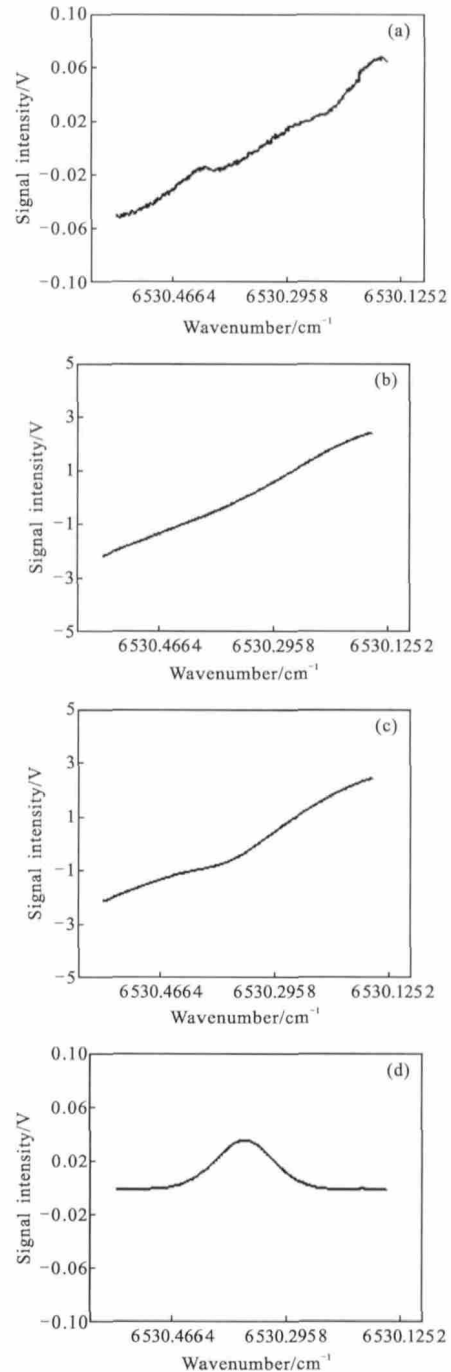 (a)
0.10
0.06
0.02
−0.02
−0.06
−0.10
Signal intensity/V
6530.4664 6530.2958 6530.1252
Wavenumber/cm⁻¹
(b)
5
3
1
−1
−3
−5
Signal intensity/V
6530.4664 6530.2958 6530.1252
Wavenumber/cm⁻¹
(c)
5
3
1
−1
−3
−5
Signal intensity/V
6530.4664 6530.2958 6530.1252
Wavenumber/cm⁻¹
(d)
0.10
0.06
0.02
−0.02
−0.06
−0.10
Signal intensity/V
6530.4664 6530.2958 6530.1252
Wavenumber/cm⁻¹